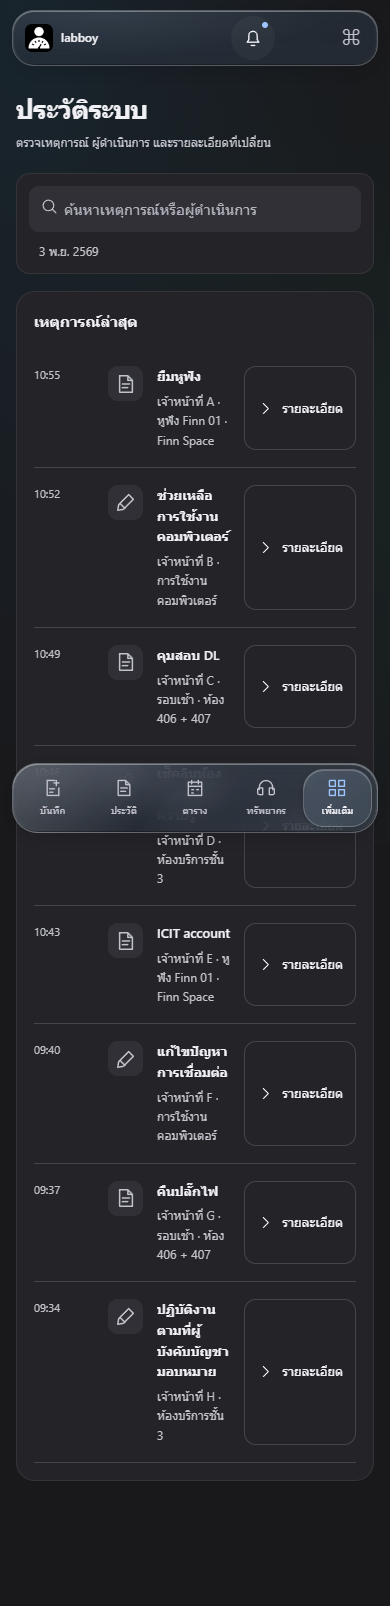 labboy
ประวัติระบบ
ตรวจเหตุการณ์ ผู้ดำเนินการ และรายละเอียดที่เปลี่ยน
ค้นหาเหตุการณ์หรือผู้ดำเนินการ
3 พ.ย. 2569
เหตุการณ์ล่าสุด
10:55
ยืมหูฟัง
เจ้าหน้าที่ A ·
หูฟัง Finn 01 ·
Finn Space
รายละเอียด
10:52
ช่วยเหลือ
การใช้งาน
คอมพิวเตอร์
เจ้าหน้าที่ B ·
การใช้งาน
คอมพิวเตอร์
รายละเอียด
10:49
คุมสอบ DL
เจ้าหน้าที่ C ·
รอบเช้า · ห้อง
406 + 407
รายละเอียด
บันทึก
ประวัติ
ตาราง
ทรัพยากร
เพิ่มเติม
เจ้าหน้าที่ D ·
ห้องบริการชั้น
3
รายละเอียด
10:43
ICIT account
เจ้าหน้าที่ E · หู
ฟัง Finn 01 ·
Finn Space
รายละเอียด
09:40
แก้ไขปัญหา
การเชื่อมต่อ
เจ้าหน้าที่ F ·
การใช้งาน
คอมพิวเตอร์
รายละเอียด
09:37
คืนปลั๊กไฟ
เจ้าหน้าที่ G ·
รอบเช้า · ห้อง
406 + 407
รายละเอียด
09:34
ปฏิบัติงาน
ตามที่ผู้
บังคับบัญชา
มอบหมาย
เจ้าหน้าที่ H ·
ห้องบริการชั้น
3
รายละเอียด